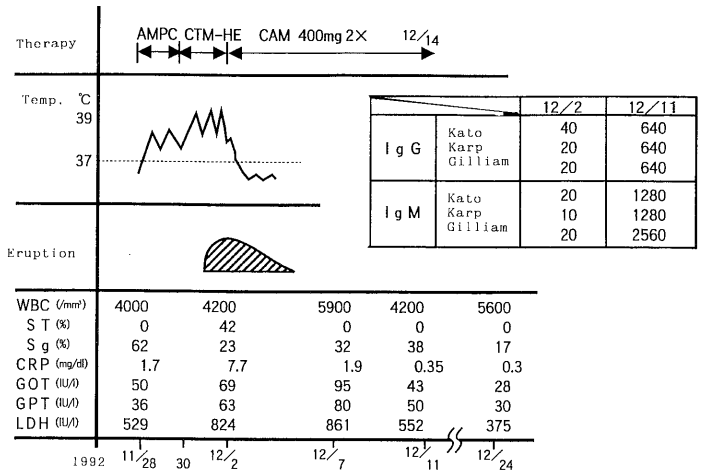 Therapy AMPC CTM-HE CAM 400mg 2× 12/14
Temp. ℃
39
37
12/2 12/11
IgG Kato 40 640
Karp 20 640
Gilliam 20 640
IgM Kato 20 1280
Karp 10 1280
Gilliam 20 2560
Eruption
WBC (/mm³) 4000 4200 5900 4200 5600
ST (%) 0 42 0 0 0
Sg (%) 62 23 32 38 17
CRP (mg/dl) 1.7 7.7 1.9 0.35 0.3
GOT (IU/l) 50 69 95 43 28
GPT (IU/l) 36 63 80 50 30
LDH (IU/l) 529 824 861 552 375
1992 11/28 30 12/2 12/7 12/11 12/24